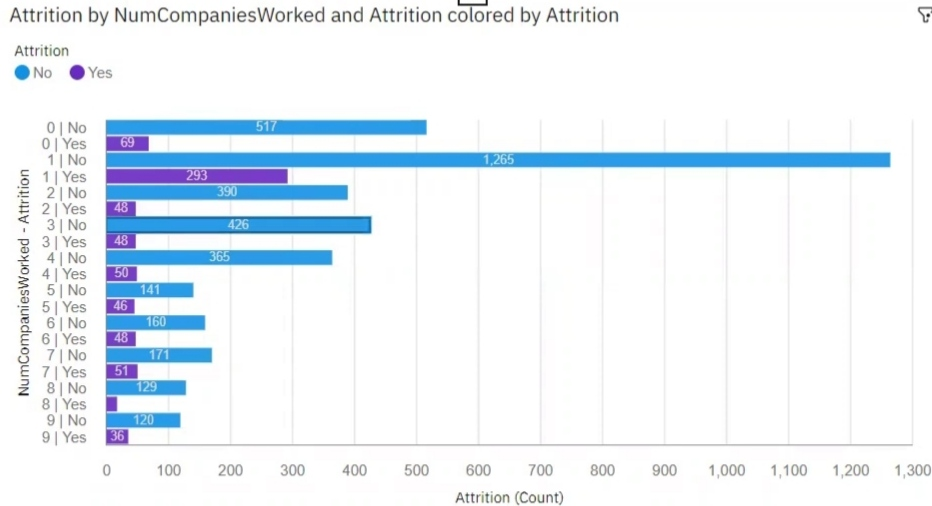 Attrition by NumCompaniesWorked and Attrition colored by Attrition
Attrition
No Yes
NumCompaniesWorked - Attrition
0 | No 517
0 | Yes 69
1 | No 1,265
1 | Yes 293
2 | No 390
2 | Yes 48
3 | No 426
3 | Yes 48
4 | No 365
4 | Yes 50
5 | No 141
5 | Yes 46
6 | No 160
6 | Yes 48
7 | No 171
7 | Yes 51
8 | No 129
8 | Yes
9 | No 120
9 | Yes 36
0 100 200 300 400 500 600 700 800 900 1,000 1,100 1,200 1,300
Attrition (Count)